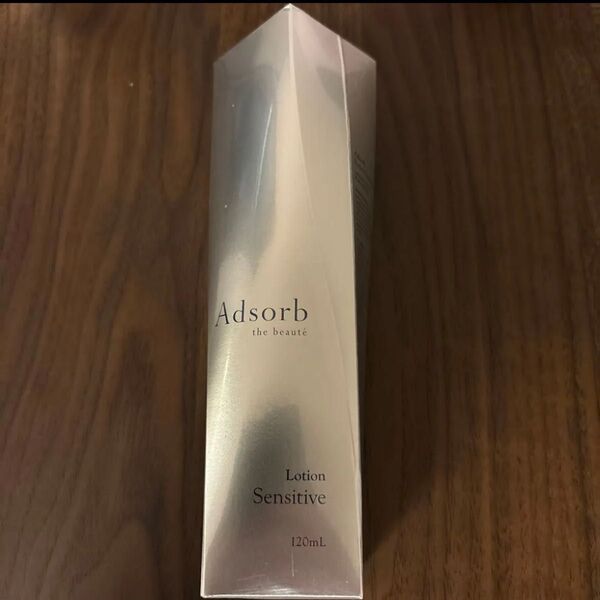 Adsorb
the beauté
Lotion
Sensitive
120mL